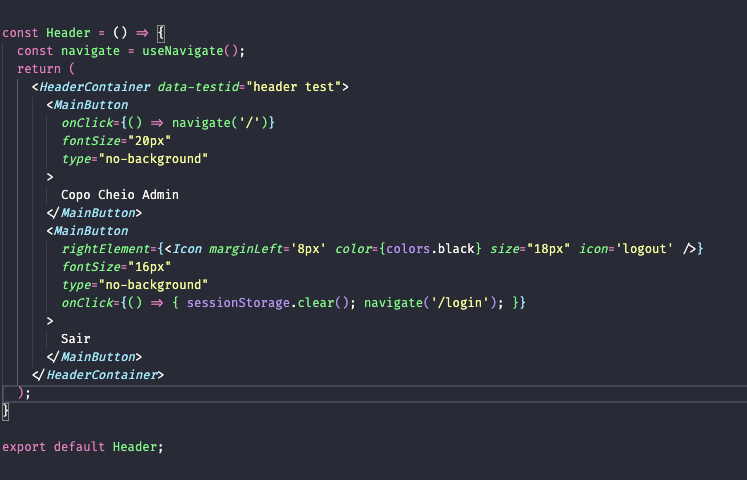 const Header = () => {
  const navigate = useNavigate();
  return (
    <HeaderContainer data-testid="header test">
      <MainButton
        onClick={() => navigate('/')}
        fontSize="20px"
        type="no-background"
      >
        Copo Cheio Admin
      </MainButton>
      <MainButton
        rightElement={<Icon marginLeft='8px' color={colors.black} size="18px" icon='logout' />}
        fontSize="16px"
        type="no-background"
        onClick={() => { sessionStorage.clear(); navigate('/login'); }}
      >
        Sair
      </MainButton>
    </HeaderContainer>
  );
}
export default Header;